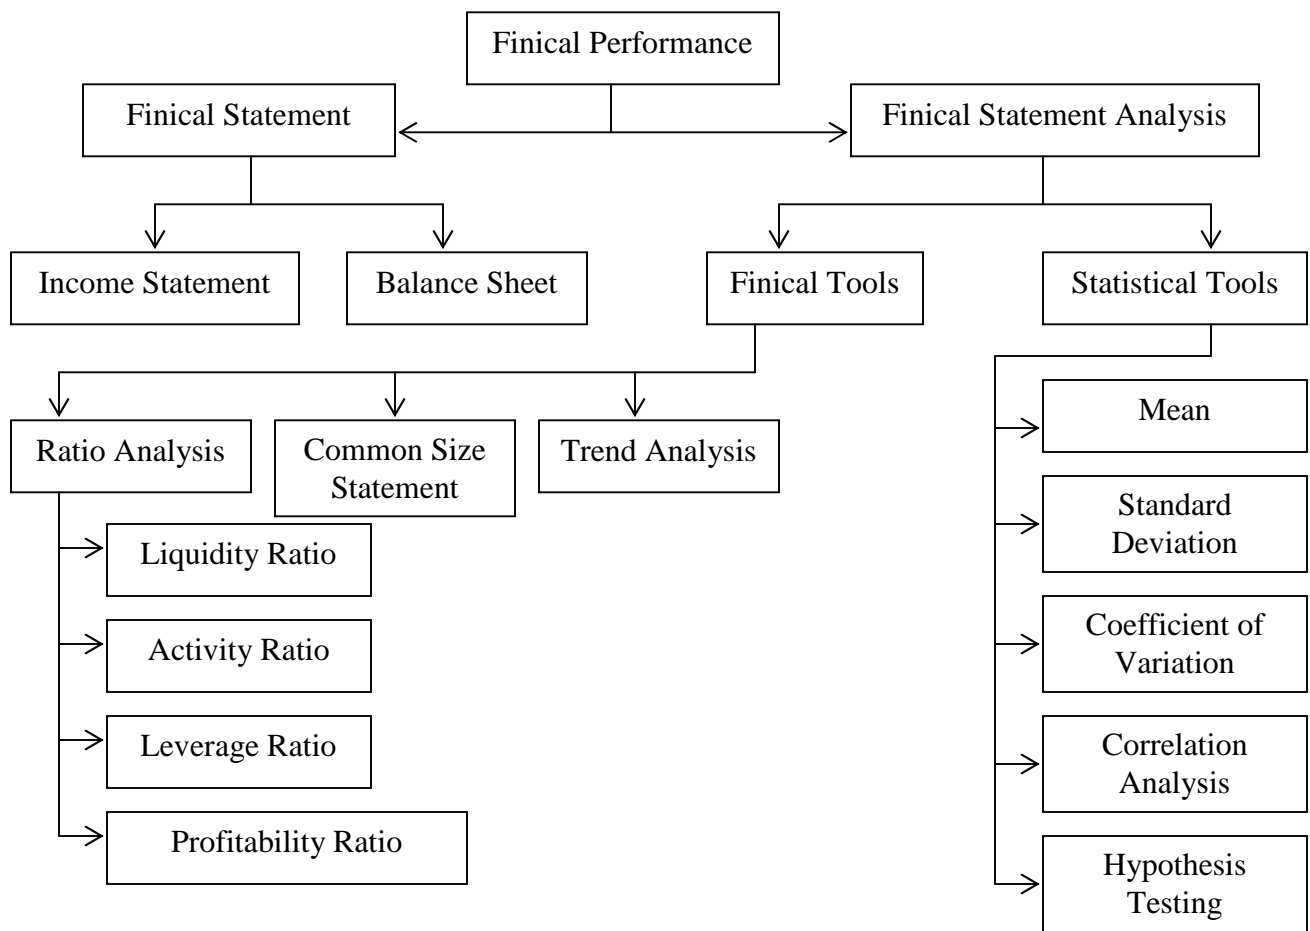 Finical Performance
Finical Statement
Finical Statement Analysis
Income Statement
Balance Sheet
Finical Tools
Statistical Tools
Ratio Analysis
Common Size
Statement
Trend Analysis
Liquidity Ratio
Activity Ratio
Leverage Ratio
Profitability Ratio
Mean
Standard
Deviation
Coefficient of
Variation
Correlation
Analysis
Hypothesis
Testing